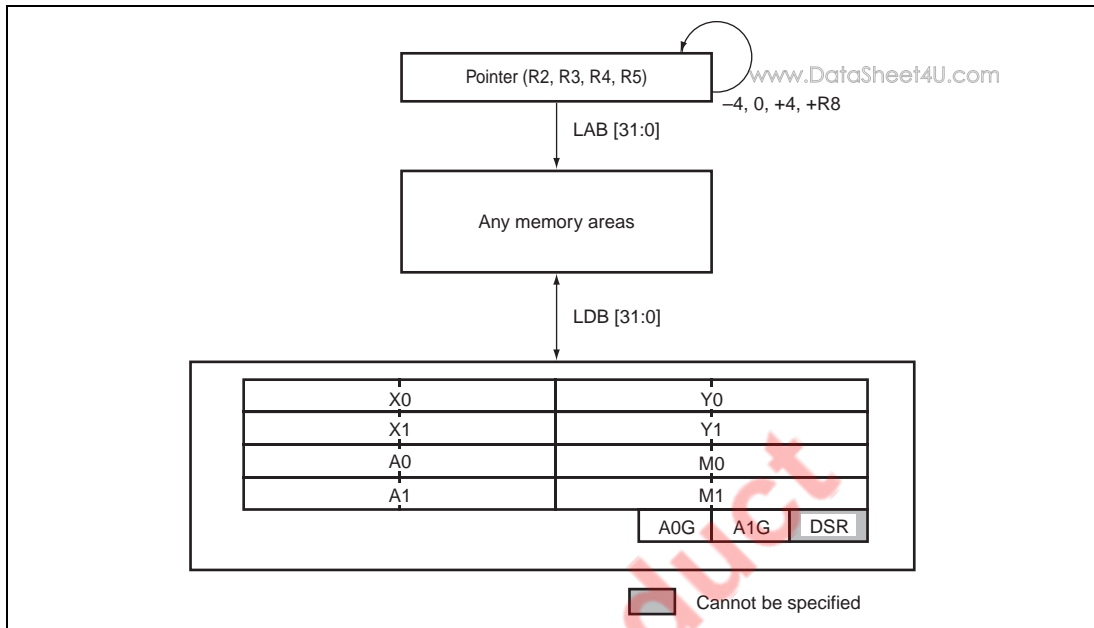 Pointer (R2, R3, R4, R5)
www.DataSheet4U.com
–4, 0, +4, +R8
LAB [31:0]
Any memory areas
LDB [31:0]
X0 Y0
X1 Y1
A0 M0
A1 M1
A0G A1G DSR
duct
Cannot be specified